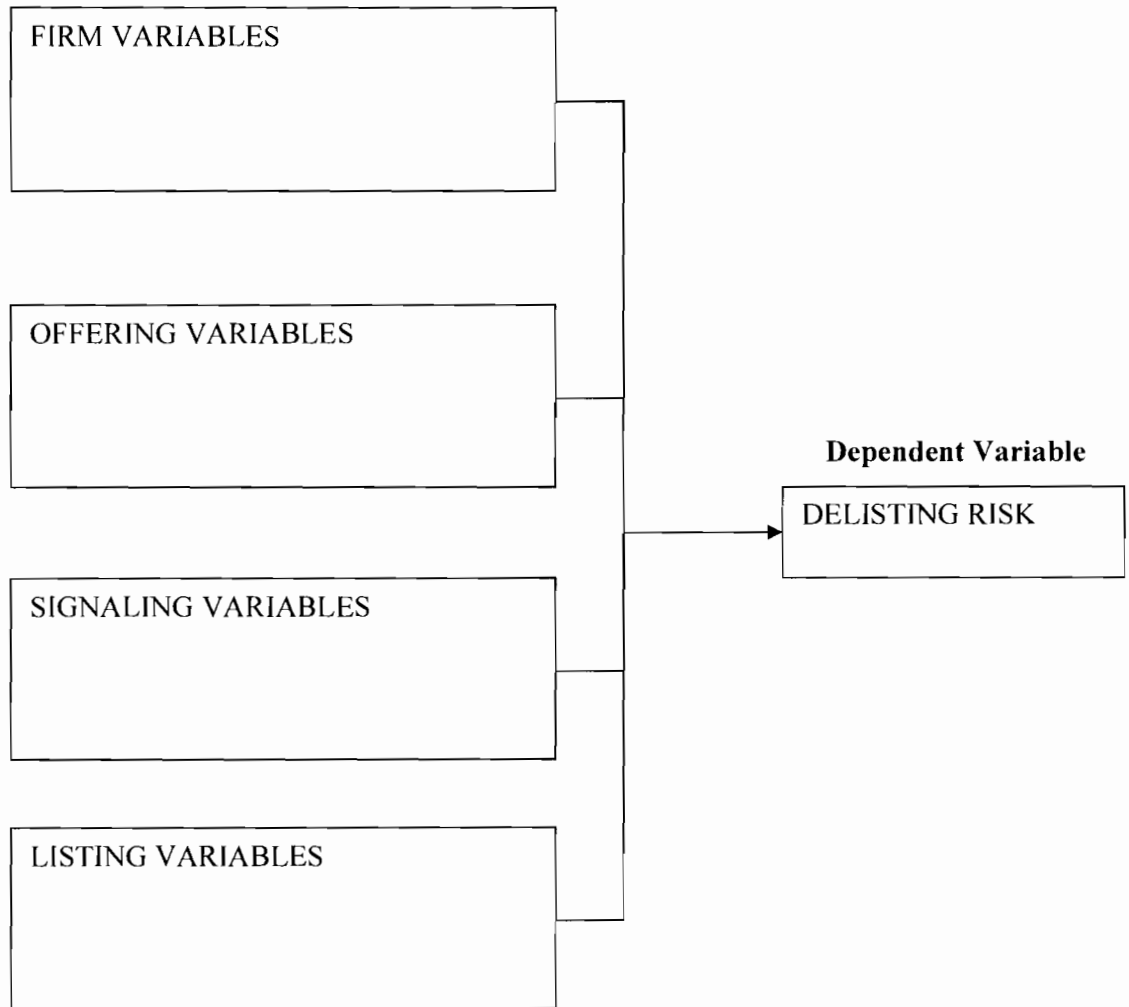 FIRM VARIABLES
OFFERING VARIABLES
Dependent Variable
DELISTING RISK
SIGNALING VARIABLES
LISTING VARIABLES